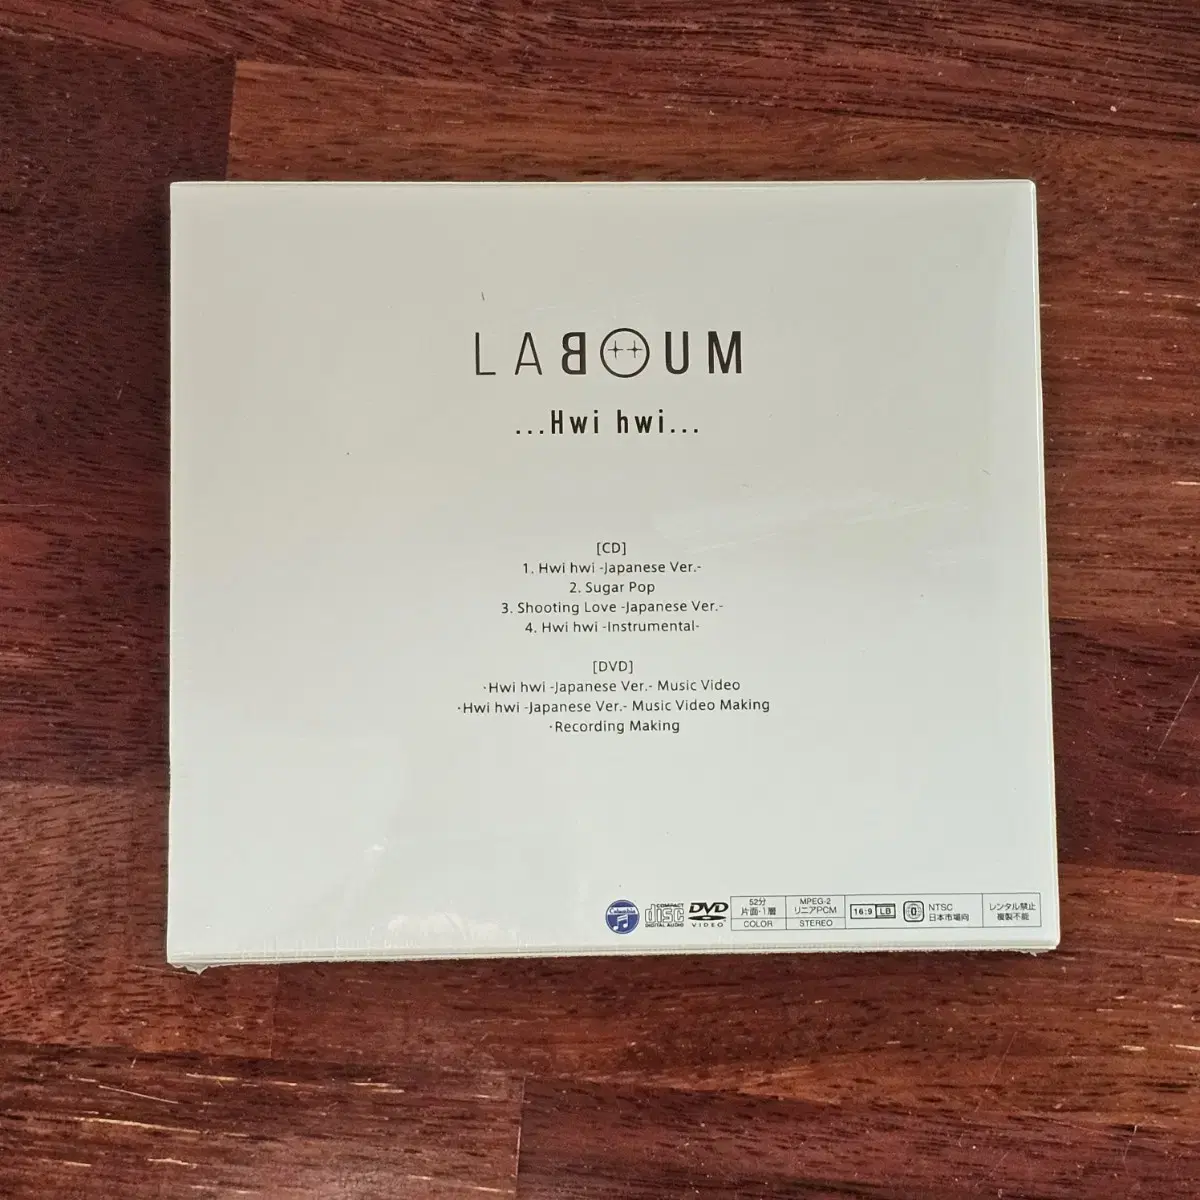 LABOUM
...Hwi hwi...
[CD]
1. Hwi hwi -Japanese Ver.-
2. Sugar Pop
3. Shooting Love -Japanese Ver.-
4. Hwi hwi -Instrumental-
[DVD]
·Hwi hwi -Japanese Ver.- Music Video
·Hwi hwi -Japanese Ver.- Music Video Making
·Recording Making
Columbia
COMPACT
disc
DIGITAL AUDIO
DVD
VIDEO
52分
片面・1層
COLOR
MPEG-2
リニアPCM
STEREO
16:9 LB
NTSC
日本市場向
レンタル禁止
複製不能